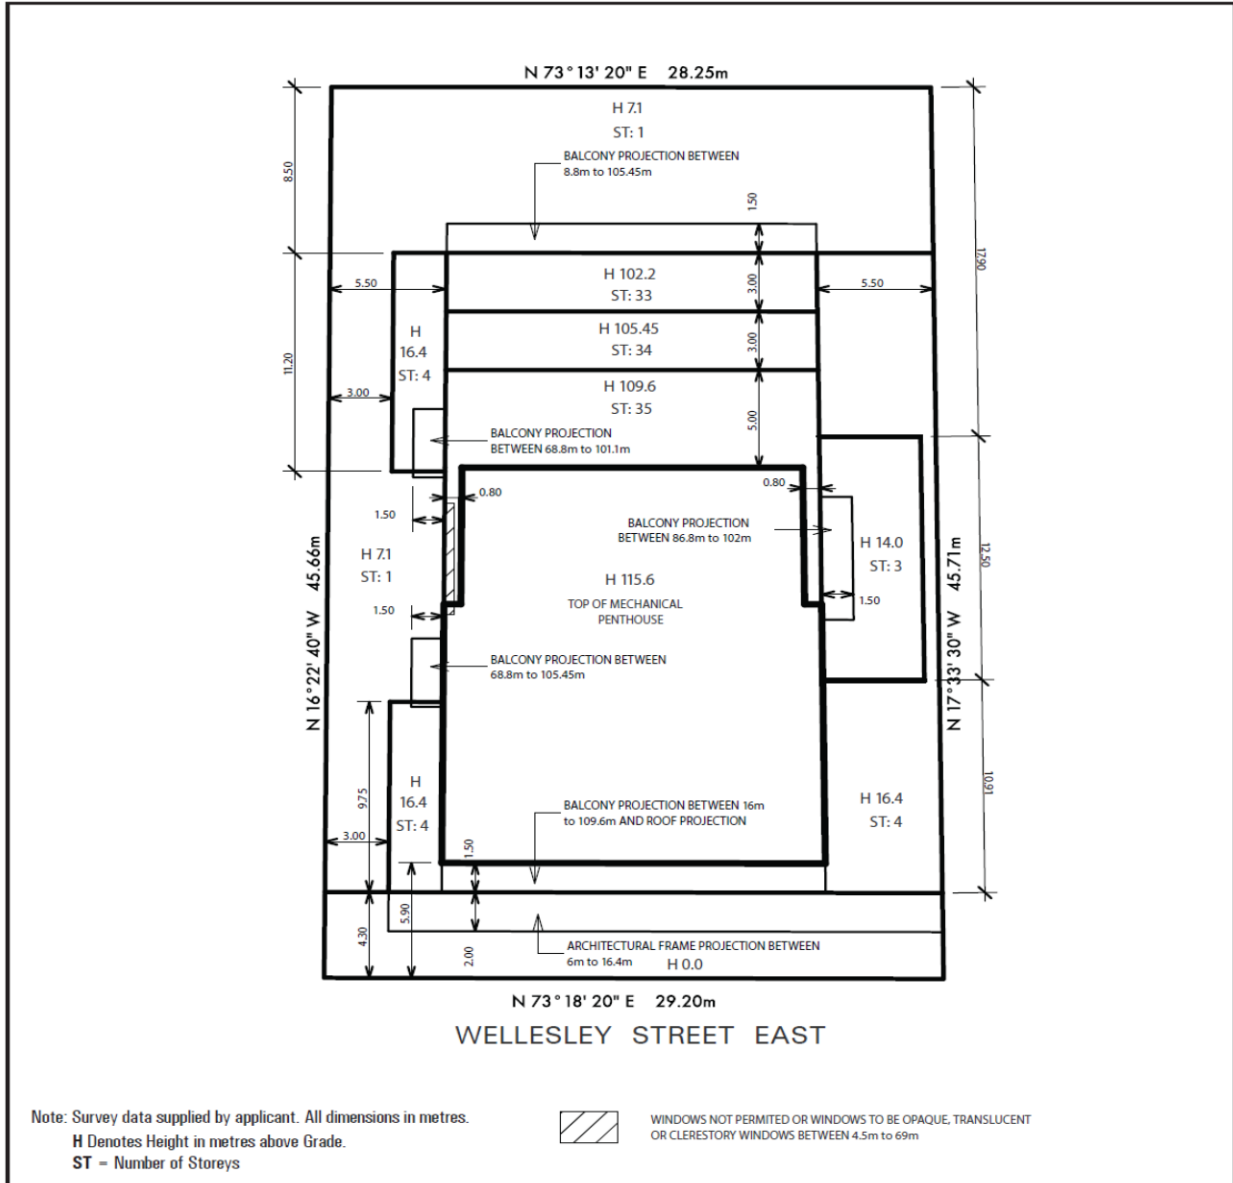 N 73°13' 20" E 28.25m
H 7.1
ST: 1
BALCONY PROJECTION BETWEEN
8.8m to 105.45m
8.50
1.50
17.90
H 102.2
ST: 33
5.50
3.00
5.50
H 105.45
ST: 34
3.00
H
16.4
ST: 4
11.20
3.00
H 109.6
ST: 35
5.00
BALCONY PROJECTION
BETWEEN 68.8m to 101.1m
0.80
0.80
1.50
BALCONY PROJECTION
BETWEEN 86.8m to 102m
H 14.0
ST: 3
12.50
H 7.1
ST: 1
H 115.6
TOP OF MECHANICAL
PENTHOUSE
1.50
1.50
N 16°22' 40" W 45.66m
N 17°33' 30" W 45.71m
BALCONY PROJECTION BETWEEN
68.8m to 105.45m
9.75
H
16.4
ST: 4
10.91
H 16.4
ST: 4
BALCONY PROJECTION BETWEEN 16m
to 109.6m AND ROOF PROJECTION
3.00
1.50
5.90
4.30
2.00
ARCHITECTURAL FRAME PROJECTION BETWEEN
6m to 16.4m
H 0.0
N 73°18' 20" E 29.20m
WELLESLEY STREET EAST
Note: Survey data supplied by applicant. All dimensions in metres.
H Denotes Height in metres above Grade.
ST = Number of Storeys
WINDOWS NOT PERMITED OR WINDOWS TO BE OPAQUE, TRANSLUCENT
OR CLERESTORY WINDOWS BETWEEN 4.5m to 69m